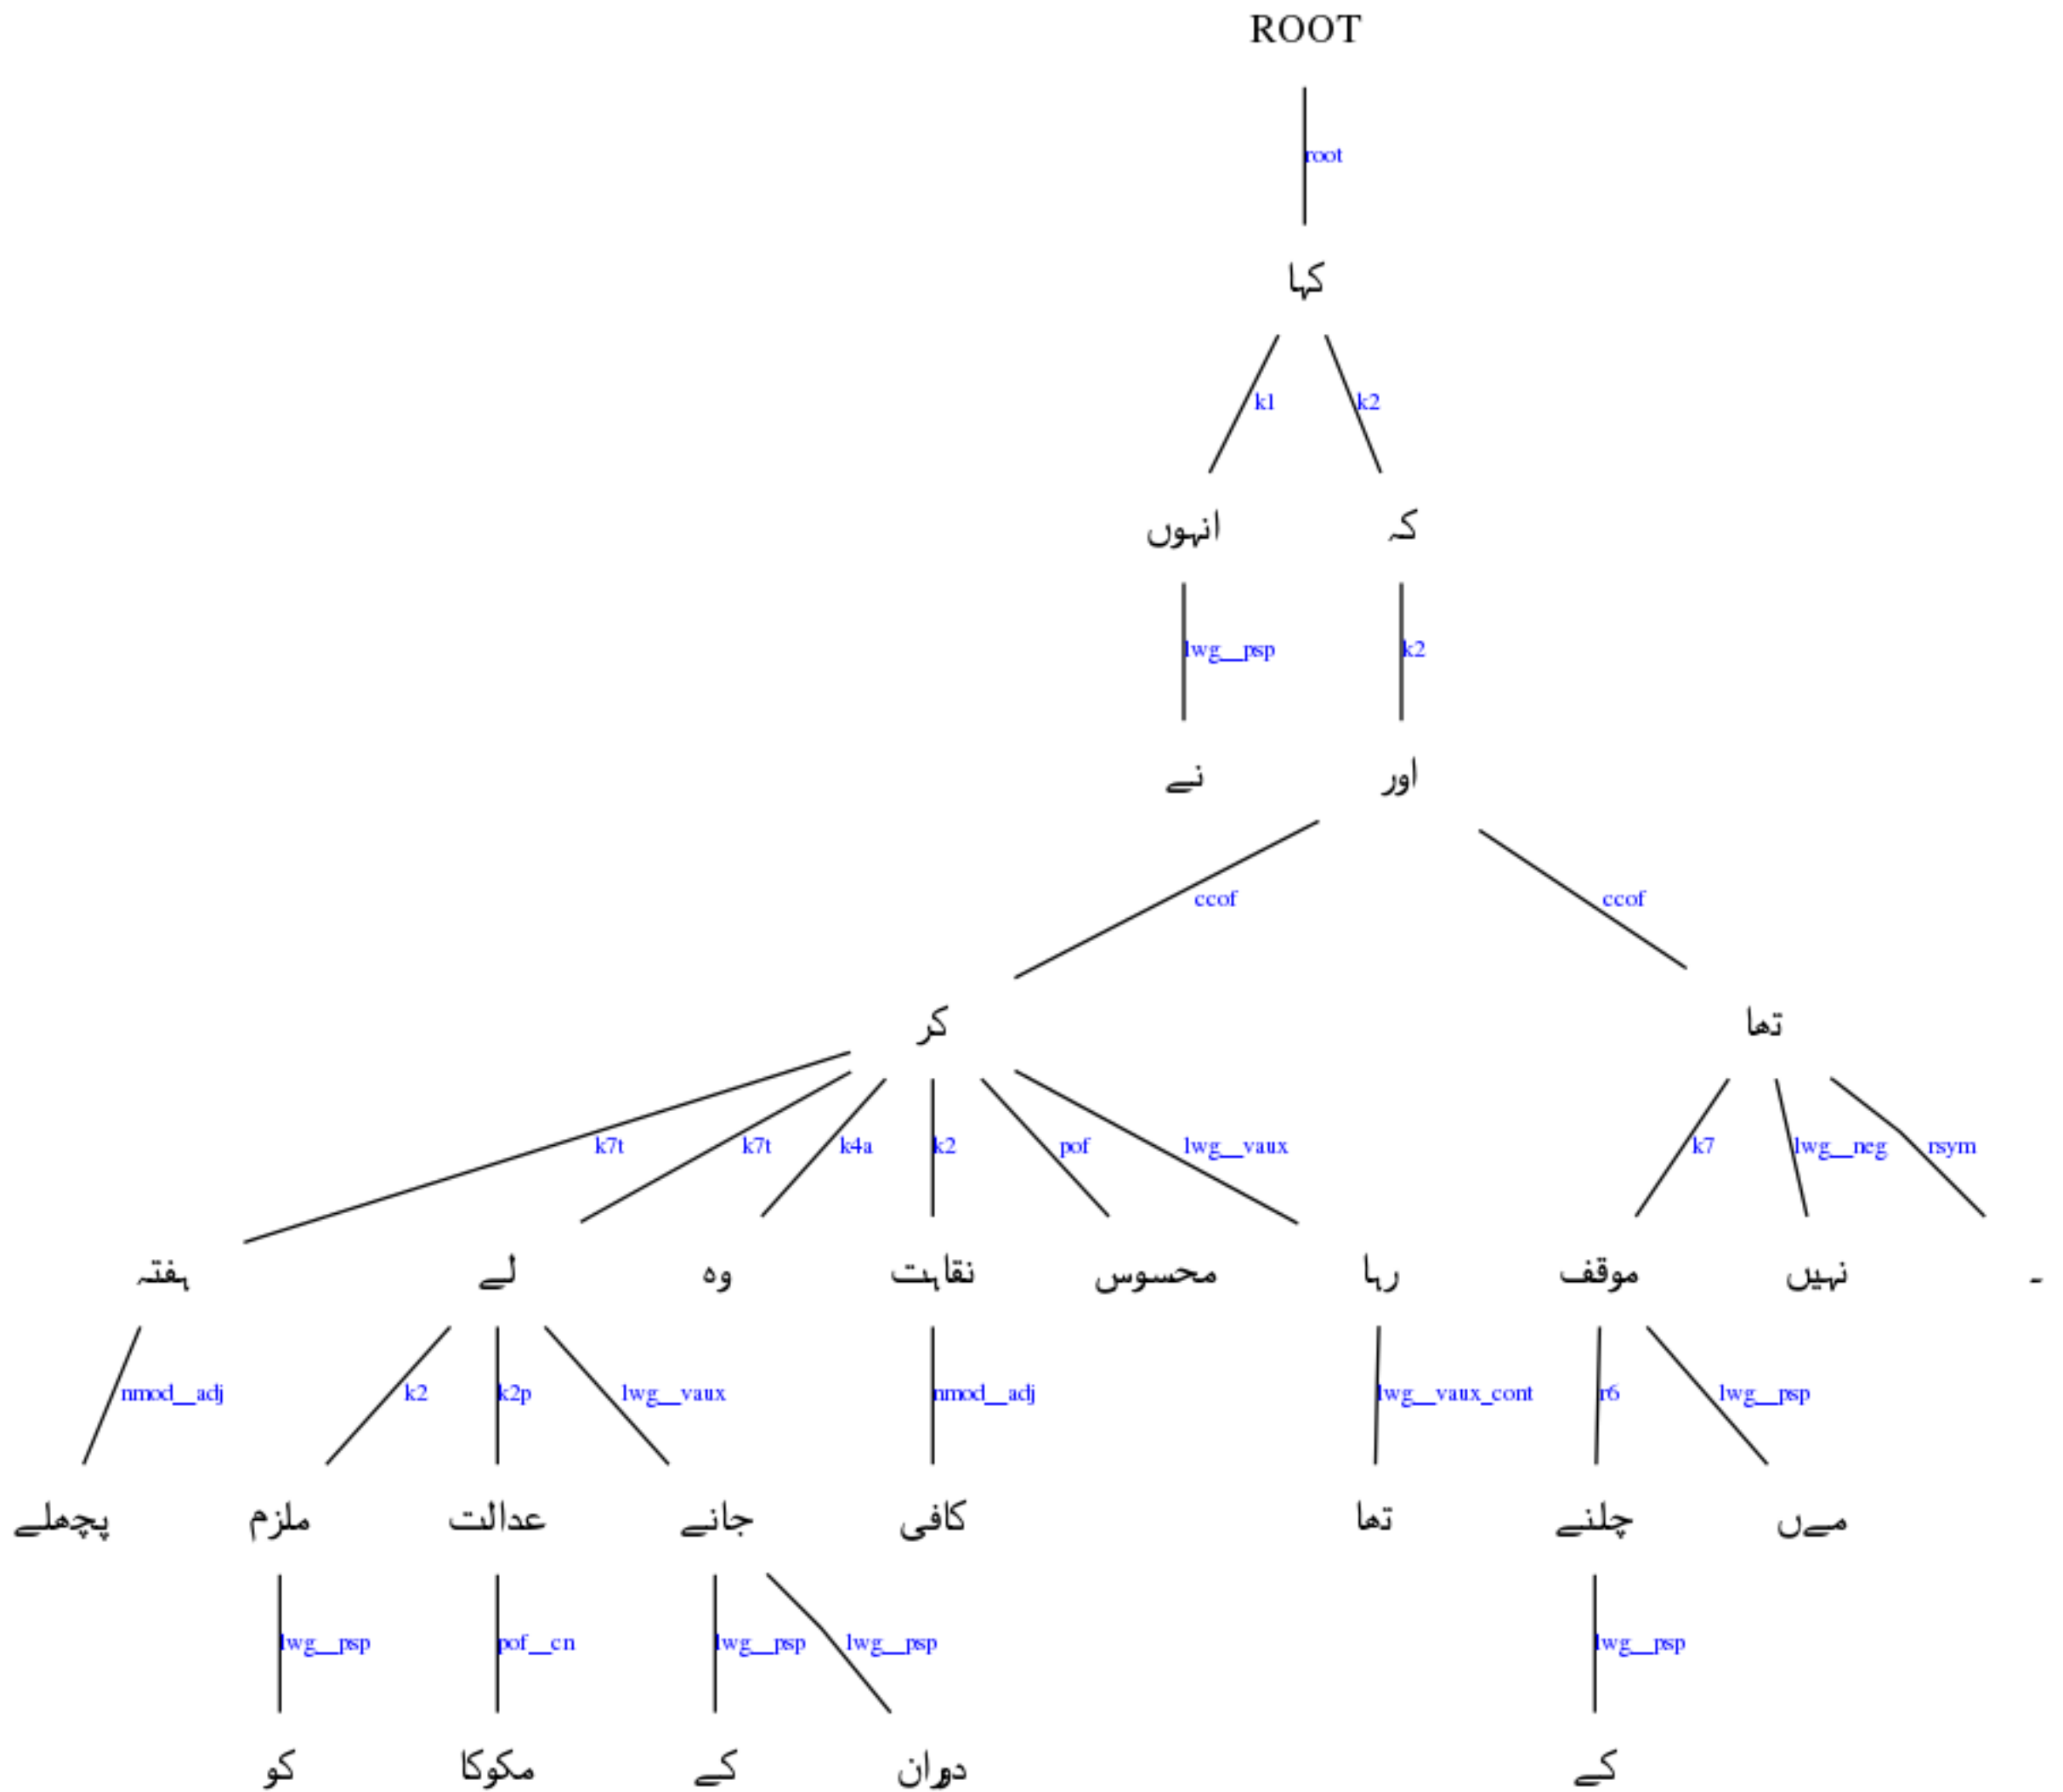 ROOT
root
کہا
k1 k2
انہوں کہ
lwg__psp k2
نے اور
ccof ccof
کر تھا
k7t k7t k4a k2 pof lwg__vaux k7 lwg__neg rsym
ہفتہ لے وہ نقاہت محسوس رہا موقف نہیں ۔
nmod__adj k2 k2p lwg__vaux nmod__adj lwg__vaux_cont r6 lwg__psp
پچھلے ملزم عدالت جانے کافی تھا چلنے مےں
lwg__psp pof__cn lwg__psp lwg__psp lwg__psp
کو مکوکا کے دوران کے